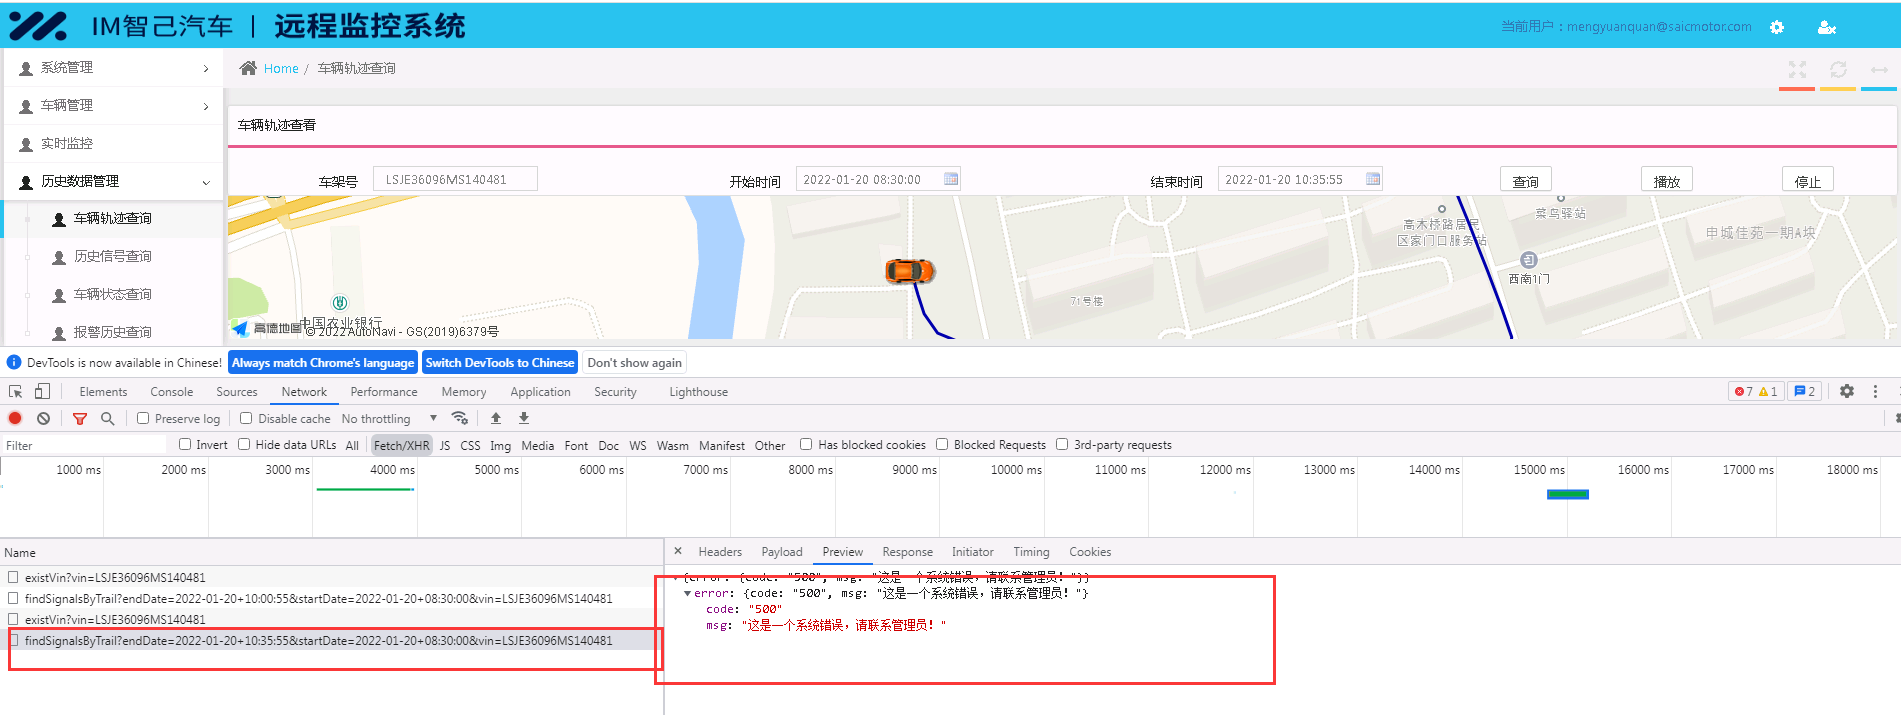 IM智己汽车 | 远程监控系统
当前用户：mengyuanquan@saicmotor.com
系统管理
车辆管理
实时监控
历史数据管理
车辆轨迹查询
历史信号查询
车辆状态查询
报警历史查询
Home / 车辆轨迹查询
车辆轨迹查看
车架号 LSJE36096MS140481 开始时间 2022-01-20 08:30:00 结束时间 2022-01-20 10:35:55 查询 播放 停止
菜鸟驿站
高木桥路居民
区家门口服务站
申城佳苑一期A块
西南1门
71号楼
中国农业银行
高德地图 © 2022 AutoNavi - GS(2019)6379号
DevTools is now available in Chinese! Always match Chrome's language Switch DevTools to Chinese Don't show again
Elements Console Sources Network Performance Memory Application Security Lighthouse 7 1 2
Preserve log Disable cache No throttling
Filter Invert Hide data URLs All Fetch/XHR JS CSS Img Media Font Doc WS Wasm Manifest Other Has blocked cookies Blocked Requests 3rd-party requests
1000 ms 2000 ms 3000 ms 4000 ms 5000 ms 6000 ms 7000 ms 8000 ms 9000 ms 10000 ms 11000 ms 12000 ms 13000 ms 14000 ms 15000 ms 16000 ms 17000 ms 18000 ms
Name
existVin?vin=LSJE36096MS140481
findSignalsByTrail?endDate=2022-01-20+10:00:55&startDate=2022-01-20+08:30:00&vin=LSJE36096MS140481
existVin?vin=LSJE36096MS140481
findSignalsByTrail?endDate=2022-01-20+10:35:55&startDate=2022-01-20+08:30:00&vin=LSJE36096MS140481
× Headers Payload Preview Response Initiator Timing Cookies
{error: {code: "500", msg: "这是一个系统错误，请联系管理员！"}}
error: {code: "500", msg: "这是一个系统错误，请联系管理员！"}
code: "500"
msg: "这是一个系统错误，请联系管理员！"